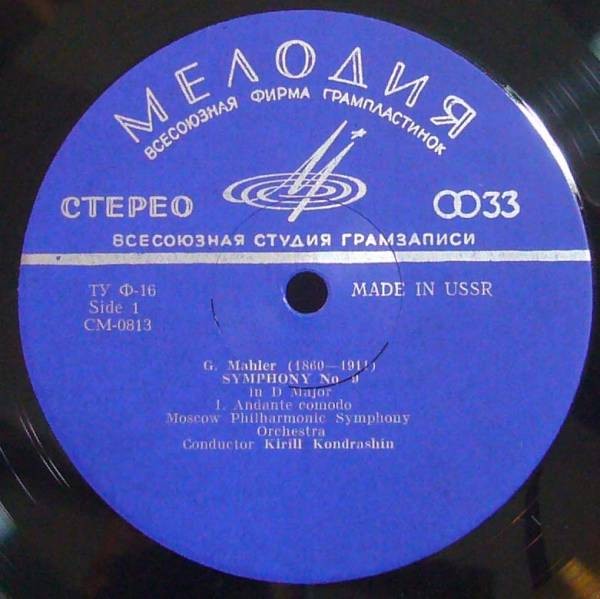 МЕЛОДИЯ
ВСЕСОЮЗНАЯ ФИРМА ГРАМПЛАСТИНОК
СТЕРЕО
33
ВСЕСОЮЗНАЯ СТУДИЯ ГРАМЗАПИСИ
ТУ Ф-16
MADE IN USSR
Side 1
СМ-0813
G. Mahler (1860—1911)
SYMPHONY No. 9
in D Major
1. Andante comodo
Moscow Philharmonic Symphony
Orchestra
Conductor Kirill Kondrashin